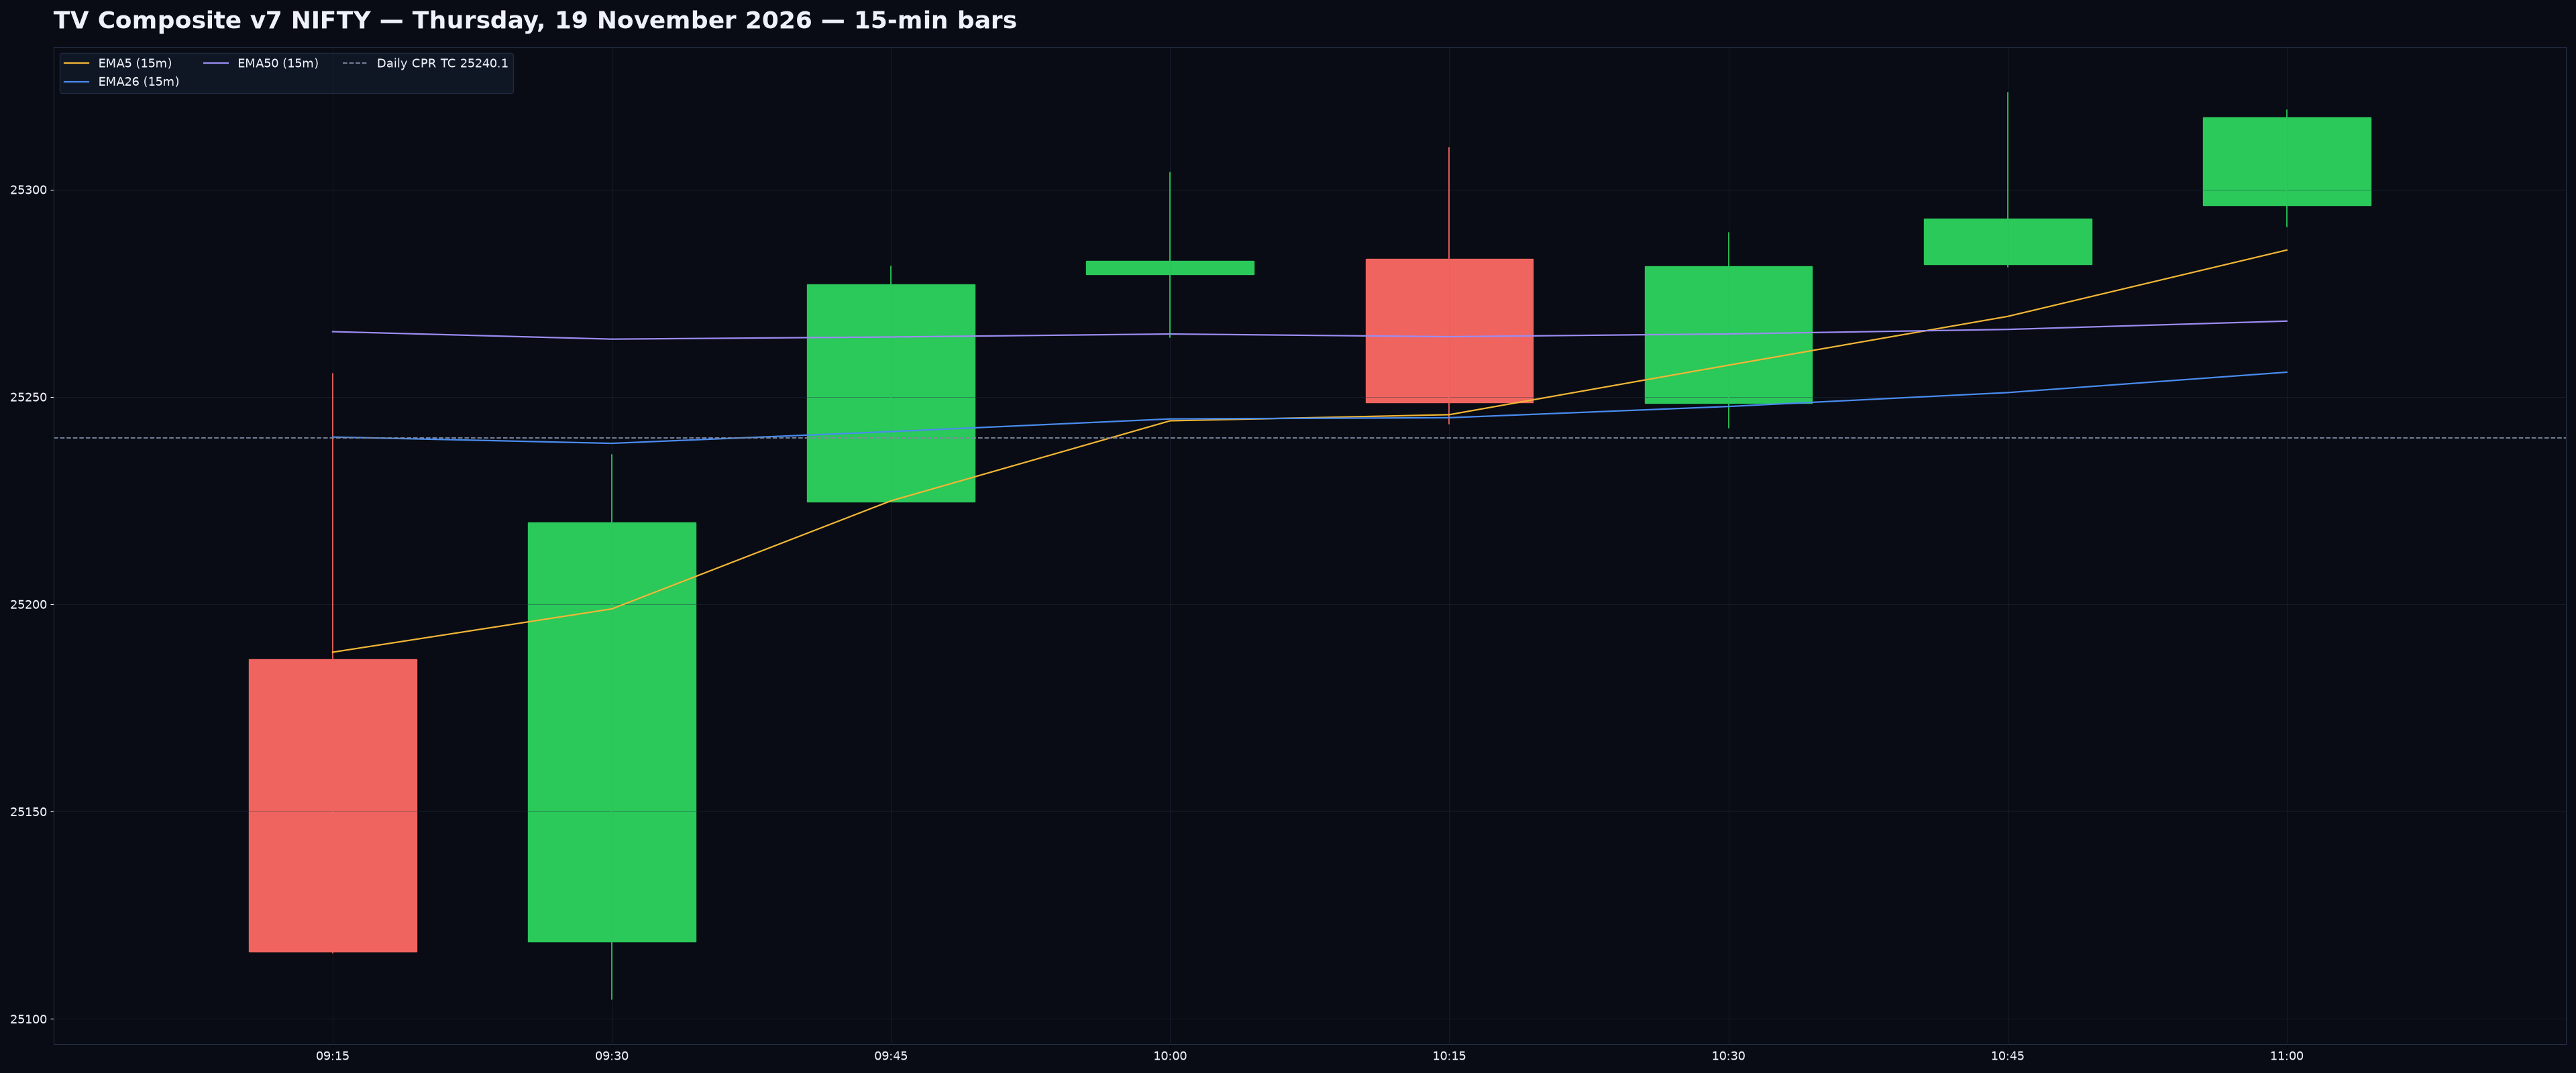 TV Composite v7 NIFTY — Thursday, 19 November 2026 — 15-min bars
EMA5 (15m) EMA50 (15m) Daily CPR TC 25240.1
EMA26 (15m)
25300
25250
25200
25150
25100
09:15 09:30 09:45 10:00 10:15 10:30 10:45 11:00